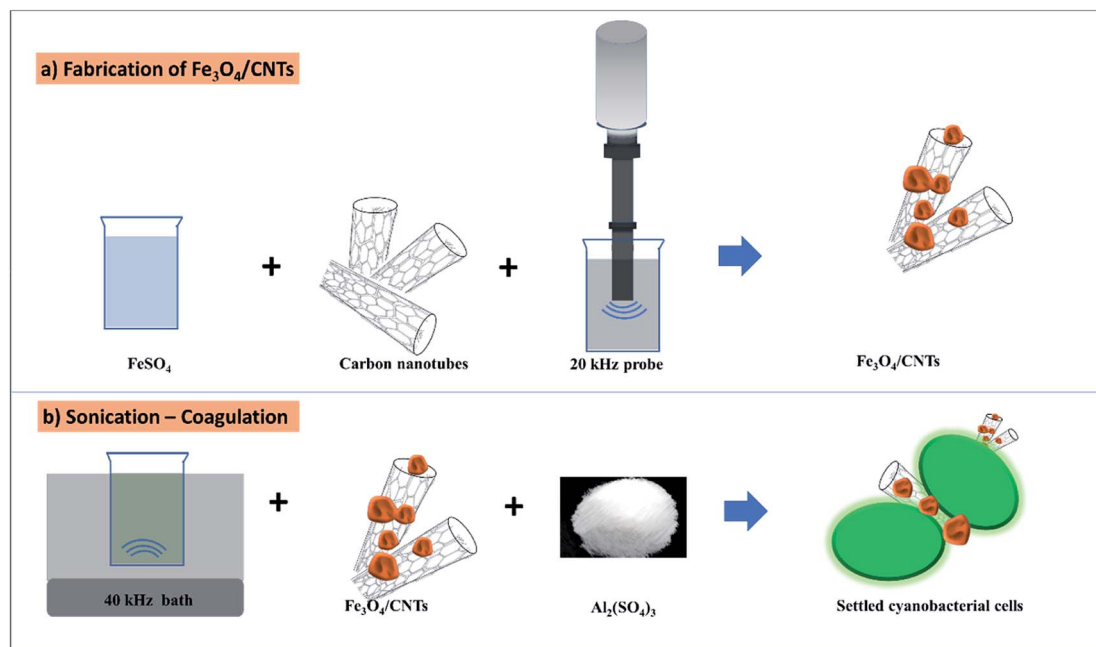 a) Fabrication of Fe₃O₄/CNTs
+
+
FeSO₄
Carbon nanotubes
20 kHz probe
Fe₃O₄/CNTs
b) Sonication – Coagulation
+
+
40 kHz bath
Fe₃O₄/CNTs
Al₂(SO₄)₃
Settled cyanobacterial cells